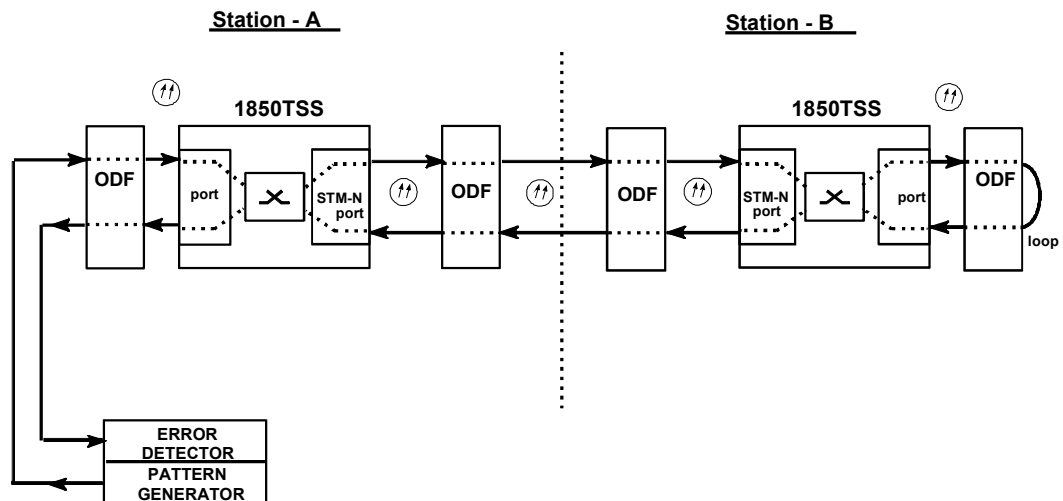 Station - A
Station - B
1850TSS
1850TSS
ODF
port
STM-N
port
ODF
ODF
STM-N
port
port
ODF
loop
ERROR
DETECTOR
PATTERN
GENERATOR